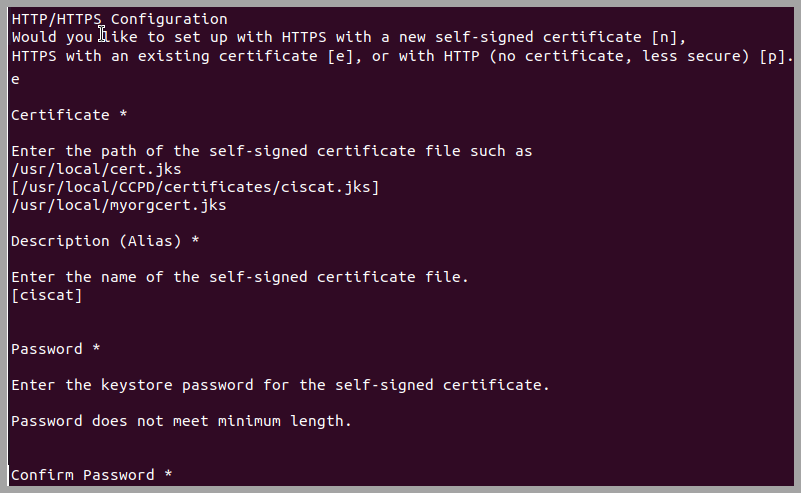 HTTP/HTTPS Configuration
Would you like to set up with HTTPS with a new self-signed certificate [n],
HTTPS with an existing certificate [e], or with HTTP (no certificate, less secure) [p].
e
Certificate *
Enter the path of the self-signed certificate file such as
/usr/local/cert.jks
[/usr/local/CCPD/certificates/ciscat.jks]
/usr/local/myorgcert.jks
Description (Alias) *
Enter the name of the self-signed certificate file.
[ciscat]
Password *
Enter the keystore password for the self-signed certificate.
Password does not meet minimum length.
Confirm Password *